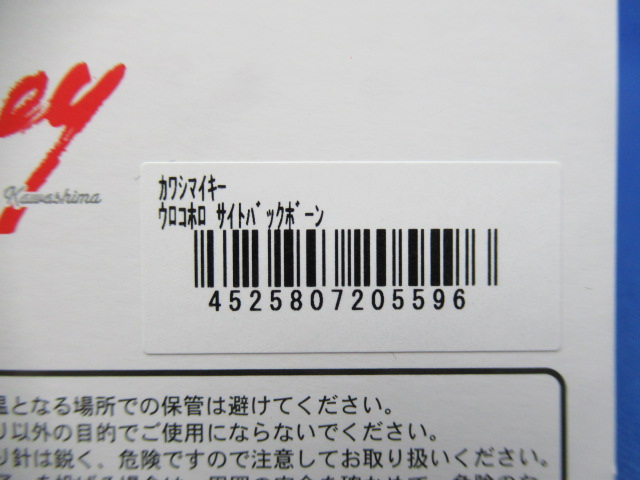 ey
Kawashima
ｶﾜｼﾏｲｷｰ
ｳﾛｺﾎﾛ ｻｲﾄﾊﾞｯｸﾎﾞｰﾝ
4525807205596
温となる場所での保管は避けてください。
り以外の目的でご使用にならないでください。
り針は鋭く、危険ですので注意してお取り扱いください。